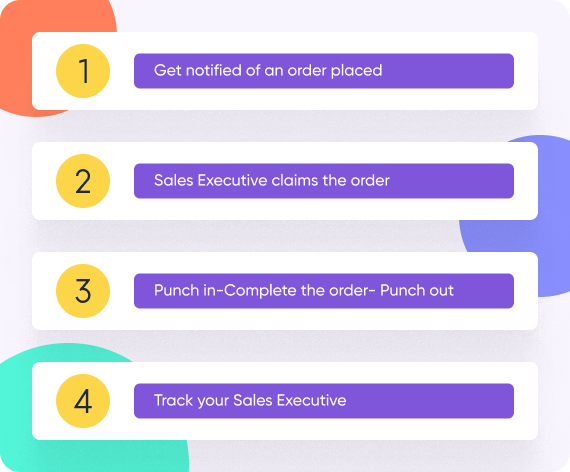 1
Get notified of an order placed
2
Sales Executive claims the order
3
Punch in-Complete the order- Punch out
4
Track your Sales Executive